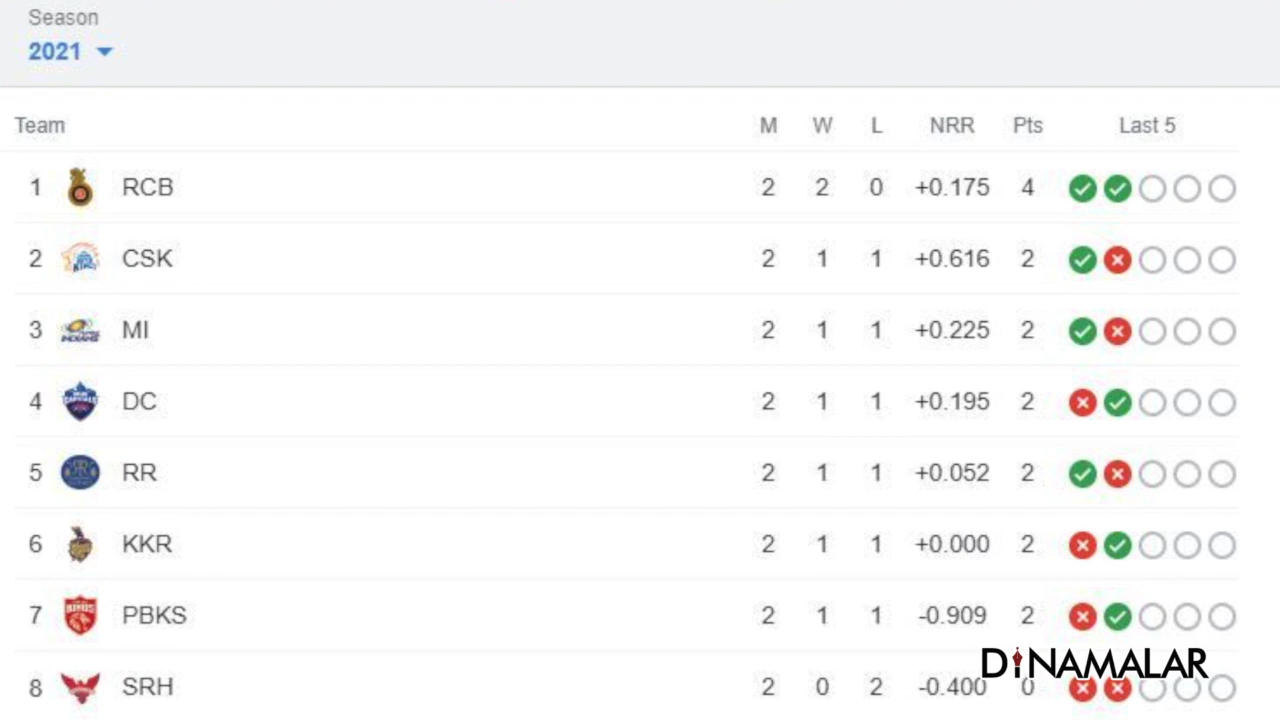 Season
2021
Team M W L NRR Pts Last 5
1 RCB 2 2 0 +0.175 4
2 CSK 2 1 1 +0.616 2
3 MI 2 1 1 +0.225 2
4 DC 2 1 1 +0.195 2
5 RR 2 1 1 +0.052 2
6 KKR 2 1 1 +0.000 2
7 PBKS 2 1 1 -0.909 2
DINAMALAR
8 SRH 2 0 2 -0.400 0